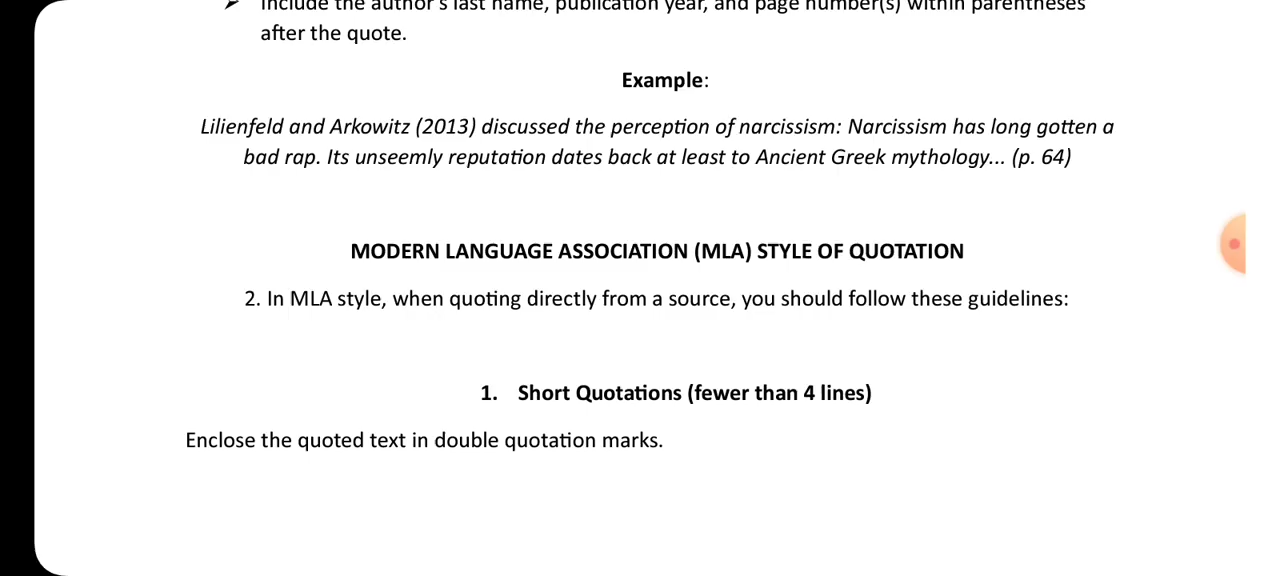 ➢ Include the author's last name, publication year, and page number(s) within parentheses
after the quote.
Example:
Lilienfeld and Arkowitz (2013) discussed the perception of narcissism: Narcissism has long gotten a
bad rap. Its unseemly reputation dates back at least to Ancient Greek mythology... (p. 64)
MODERN LANGUAGE ASSOCIATION (MLA) STYLE OF QUOTATION
2. In MLA style, when quoting directly from a source, you should follow these guidelines:
1. Short Quotations (fewer than 4 lines)
Enclose the quoted text in double quotation marks.